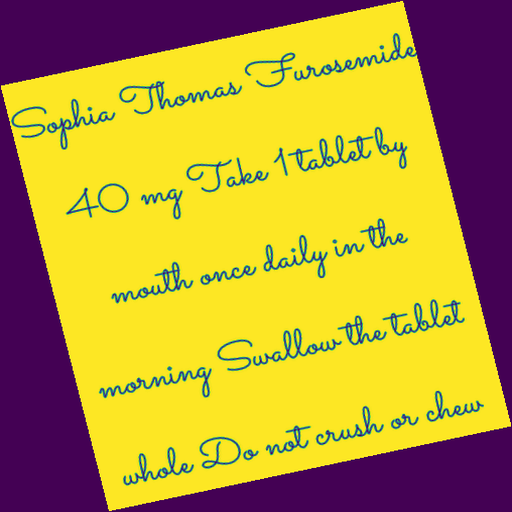 Sophia Thomas Furosemide
40 mg Take 1 tablet by
mouth once daily in the
morning Swallow the tablet
whole Do not crush or chew